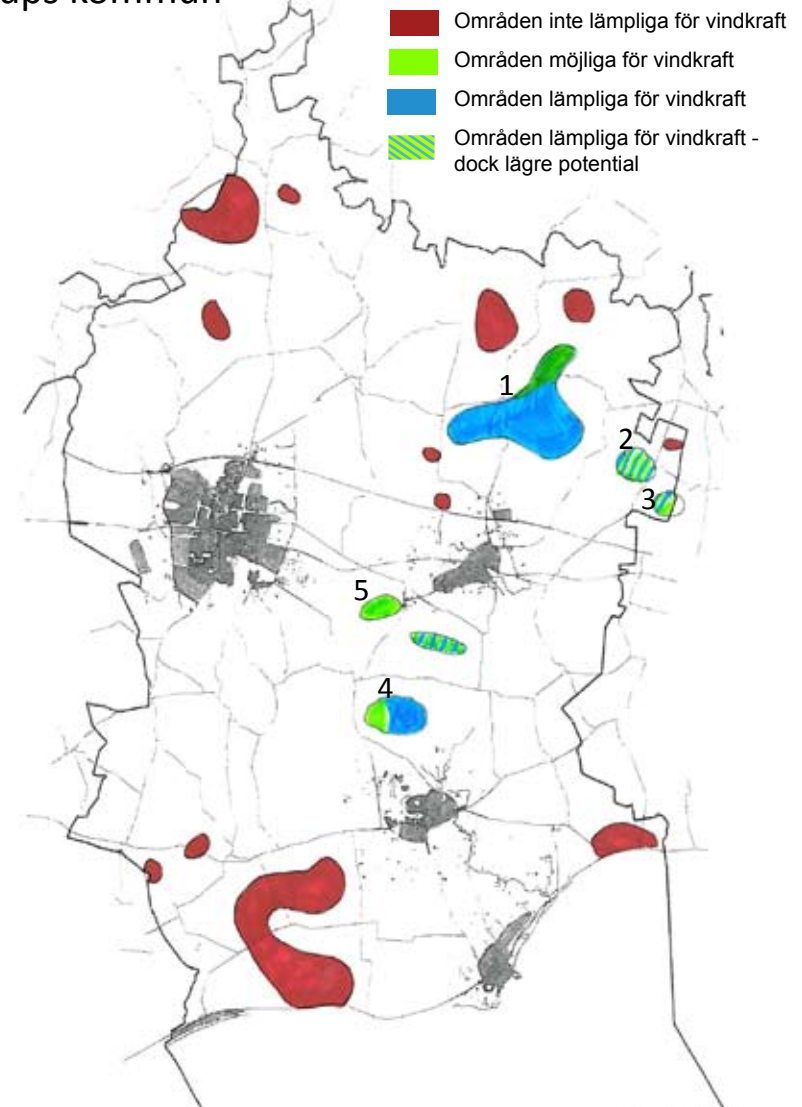 kommun
Områden inte lämpliga för vindkraft
Områden möjliga för vindkraft
Områden lämpliga för vindkraft
Områden lämpliga för vindkraft -
dock lägre potential
1
2
3
5
4